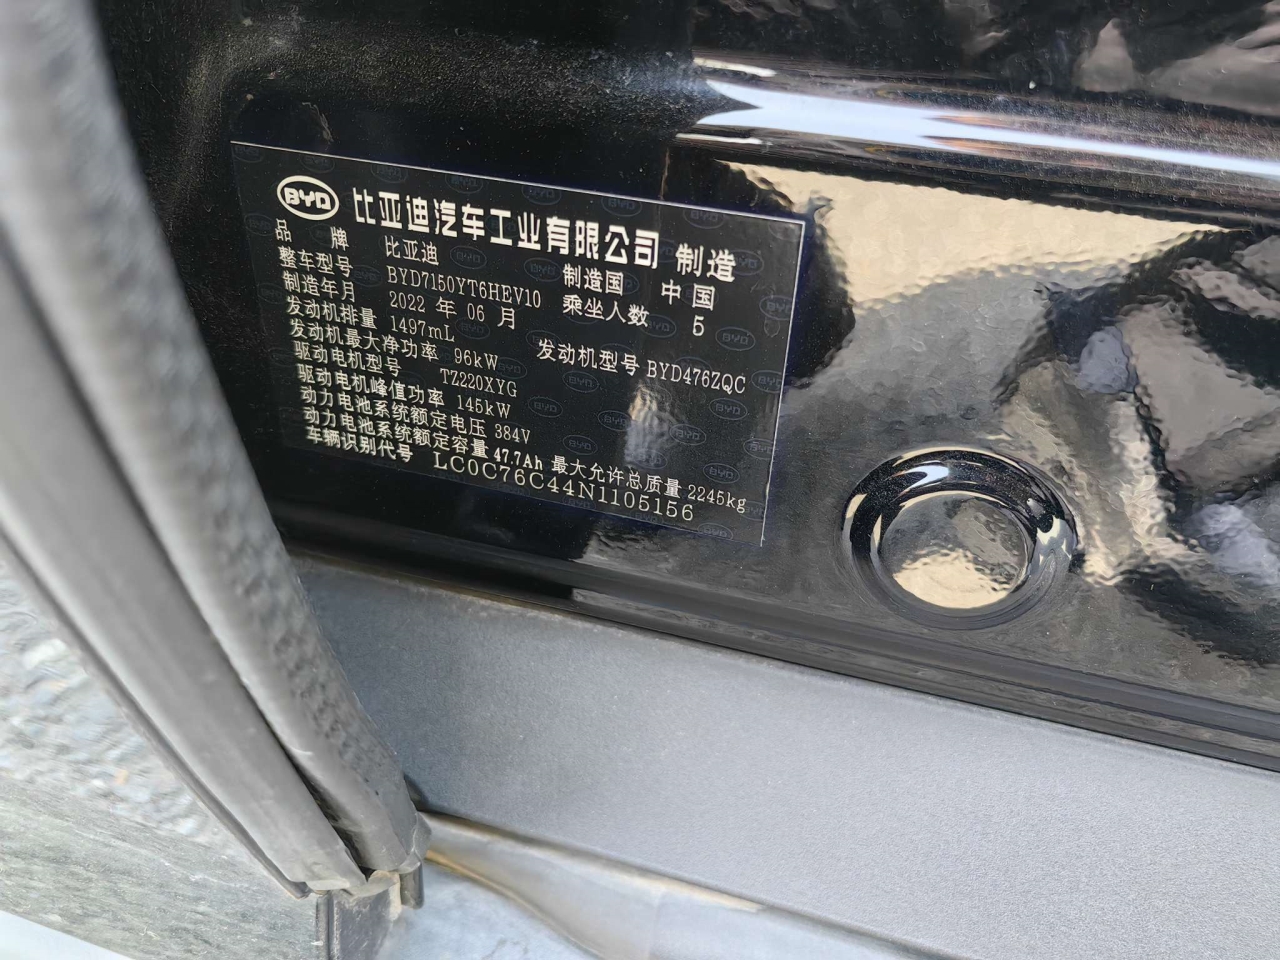 BYD 比亚迪汽车工业有限公司 制造
品 牌 比亚迪 制造国 中国
整车型号 BYD7150YT6HEV10 乘坐人数 5
制造年月 2022 年 06 月
发动机排量 1497mL 发动机型号 BYD476ZQC
发动机最大净功率 96kW
驱动电机型号 TZ220XYG
驱动电机峰值功率 145kW
动力电池系统额定电压 384V
动力电池系统额定容量 47.7Ah 最大允许总质量 2245kg
车辆识别代号 LC0C76C44N1105156